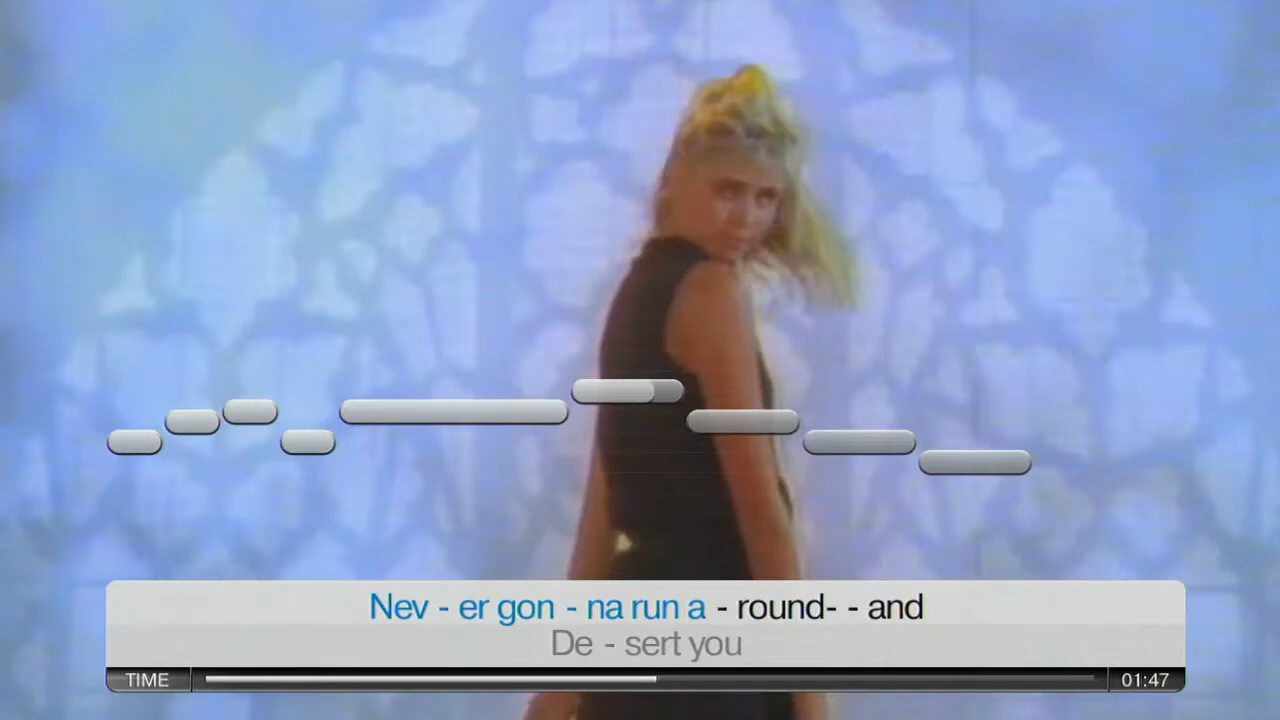 Nev - er gon - na run a - round- - and
De - sert you
TIME 01:47